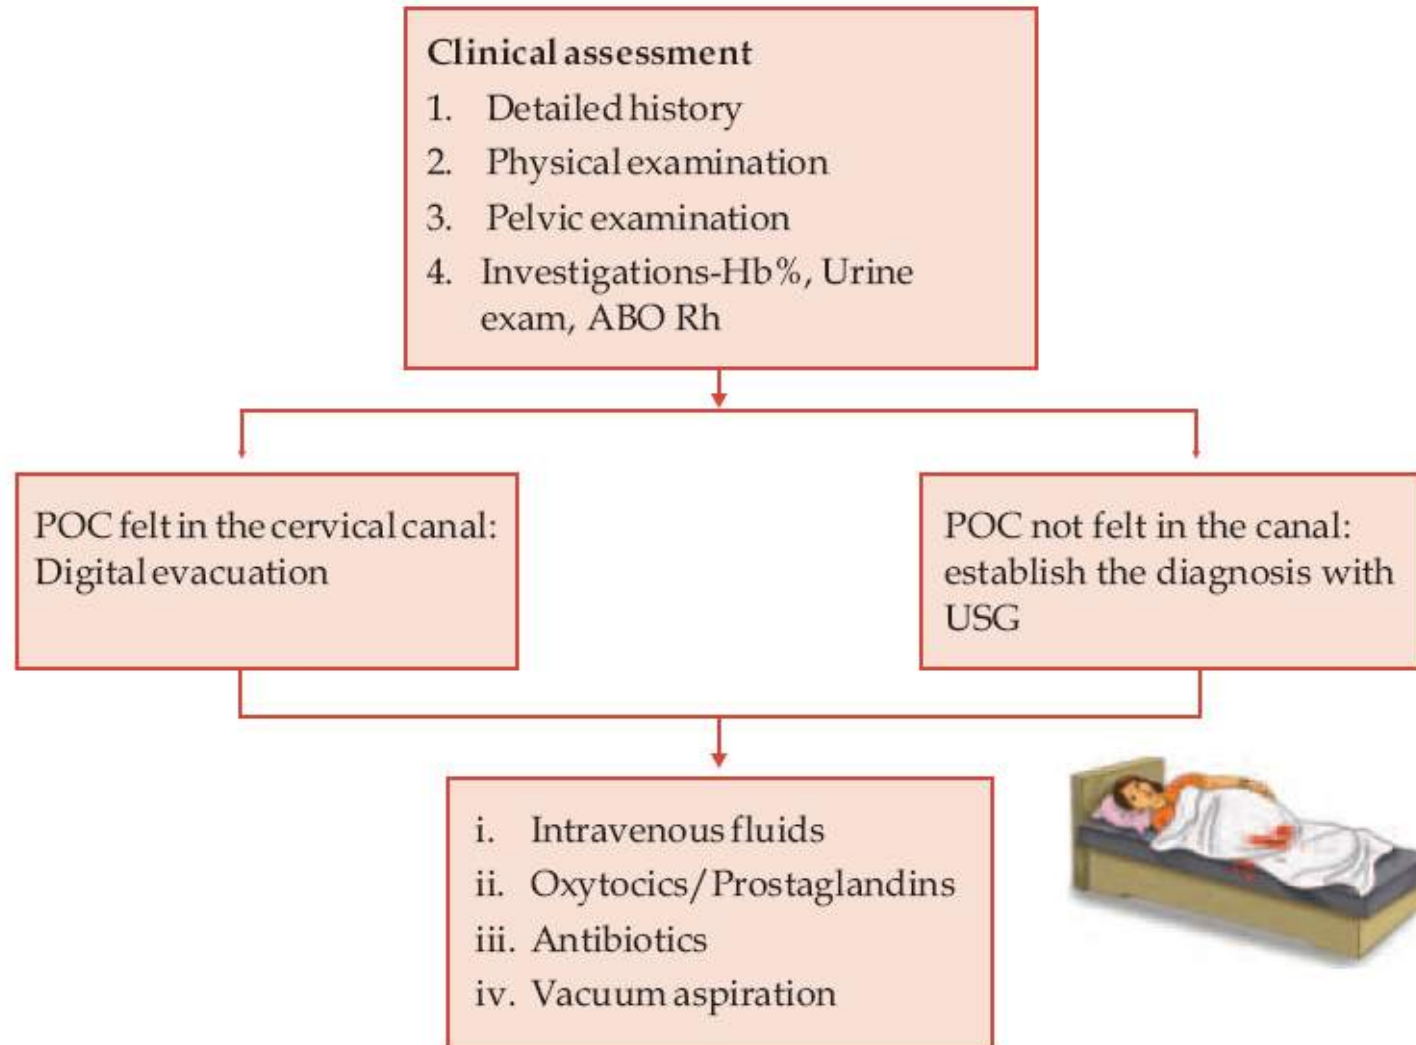 Clinical assessment
1. Detailed history
2. Physical examination
3. Pelvic examination
4. Investigations-Hb%, Urine
exam, ABO Rh
POC felt in the cervical canal:
Digital evacuation
POC not felt in the canal:
establish the diagnosis with
USG
i. Intravenous fluids
ii. Oxytocics/Prostaglandins
iii. Antibiotics
iv. Vacuum aspiration